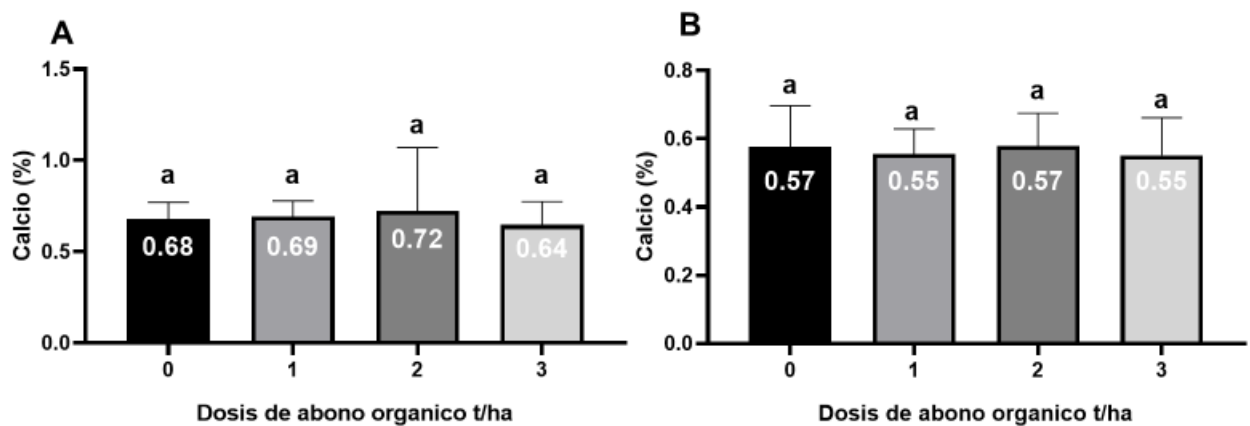 A
Calcio (%)
1.5
1.0
0.5
0.0
a
a
a
a
0.68
0.69
0.72
0.64
0
1
2
3
Dosis de abono organico t/ha
B
Calcio (%)
0.8
0.6
0.4
0.2
0.0
a
a
a
a
0.57
0.55
0.57
0.55
0
1
2
3
Dosis de abono organico t/ha